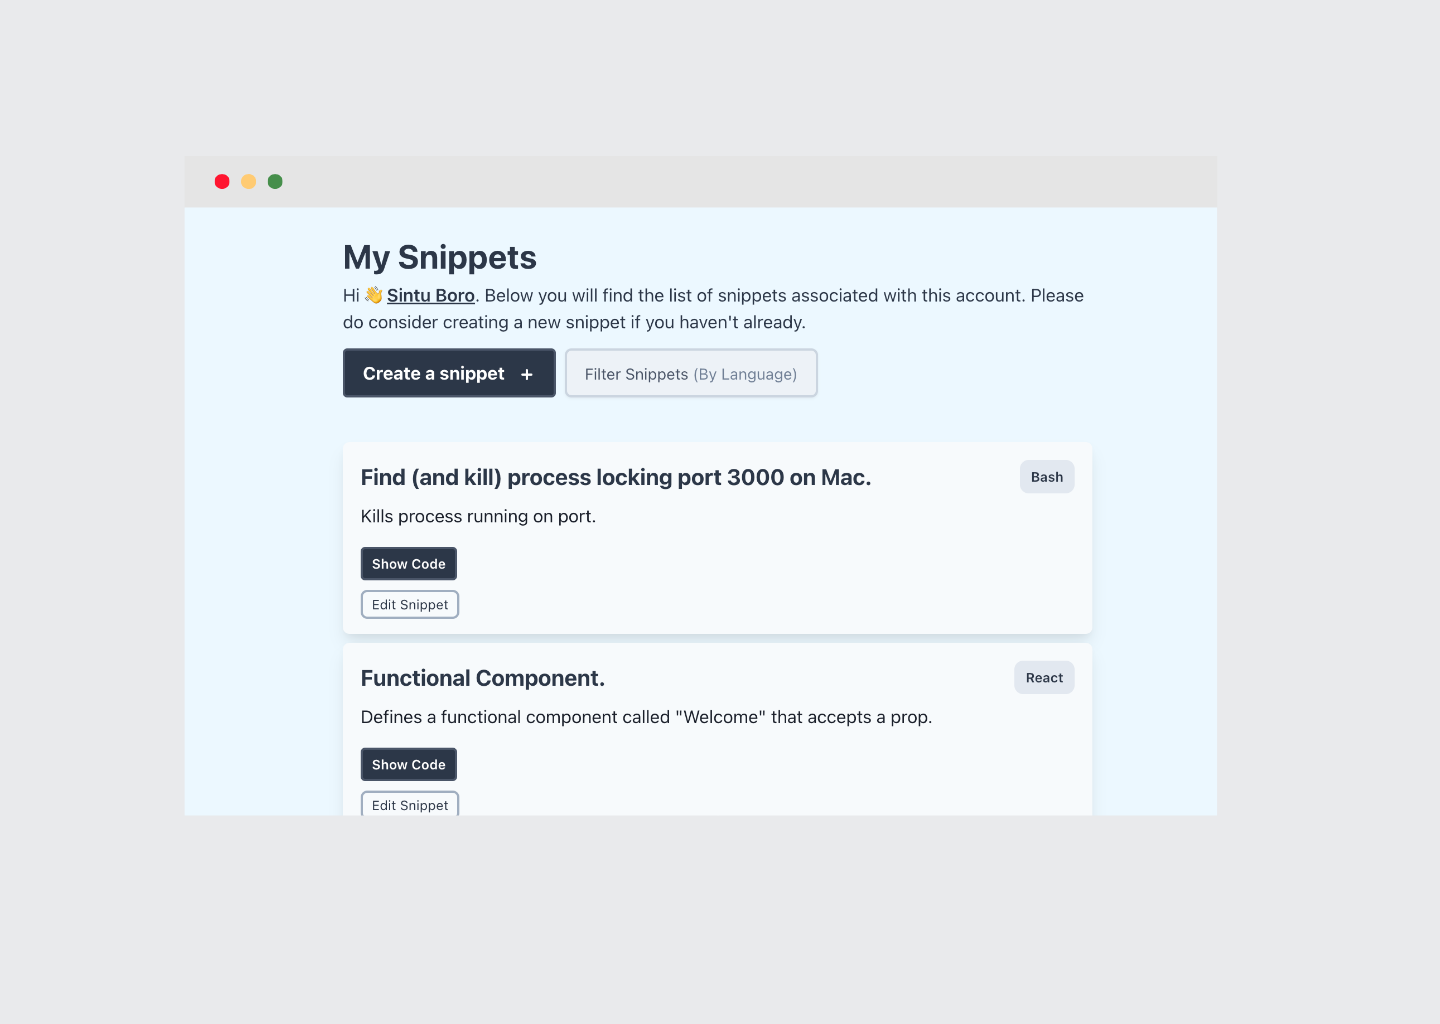 My Snippets
Hi 👋 Sintu Boro. Below you will find the list of snippets associated with this account. Please
do consider creating a new snippet if you haven't already.
Create a snippet +
Filter Snippets (By Language)
Find (and kill) process locking port 3000 on Mac.
Bash
Kills process running on port.
Show Code
Edit Snippet
Functional Component.
React
Defines a functional component called "Welcome" that accepts a prop.
Show Code
Edit Snippet